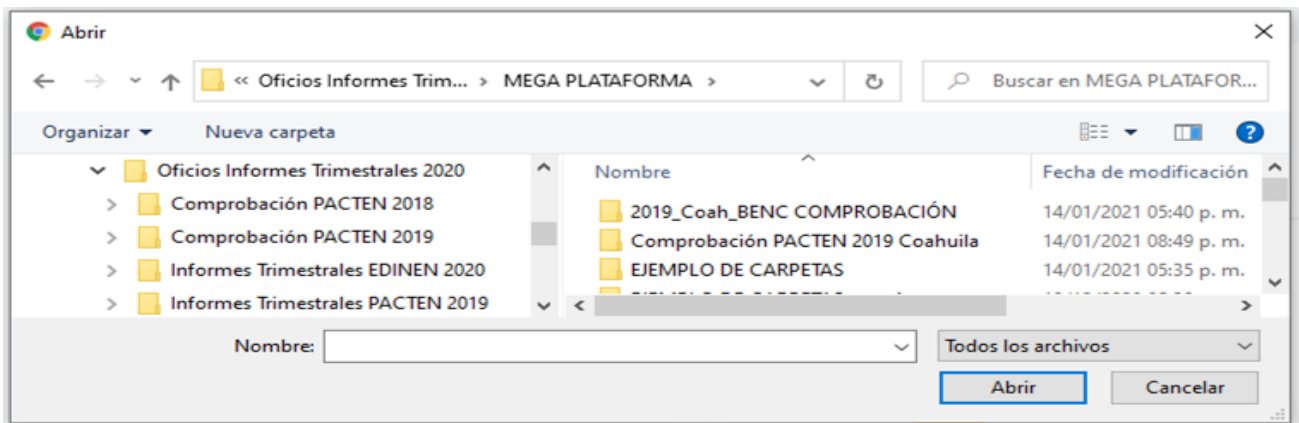 Abrir
« Oficios Informes Trim... > MEGA PLATAFORMA >
Buscar en MEGA PLATAFOR...
Organizar
Nueva carpeta
?
Oficios Informes Trimestrales 2020
Comprobación PACTEN 2018
Comprobación PACTEN 2019
Informes Trimestrales EDINEN 2020
Informes Trimestrales PACTEN 2019
Nombre Fecha de modificación
2019_Coah_BENC COMPROBACIÓN 14/01/2021 05:40 p. m.
Comprobación PACTEN 2019 Coahuila 14/01/2021 08:49 p. m.
EJEMPLO DE CARPETAS 14/01/2021 05:35 p. m.
Nombre:
Todos los archivos
Abrir
Cancelar